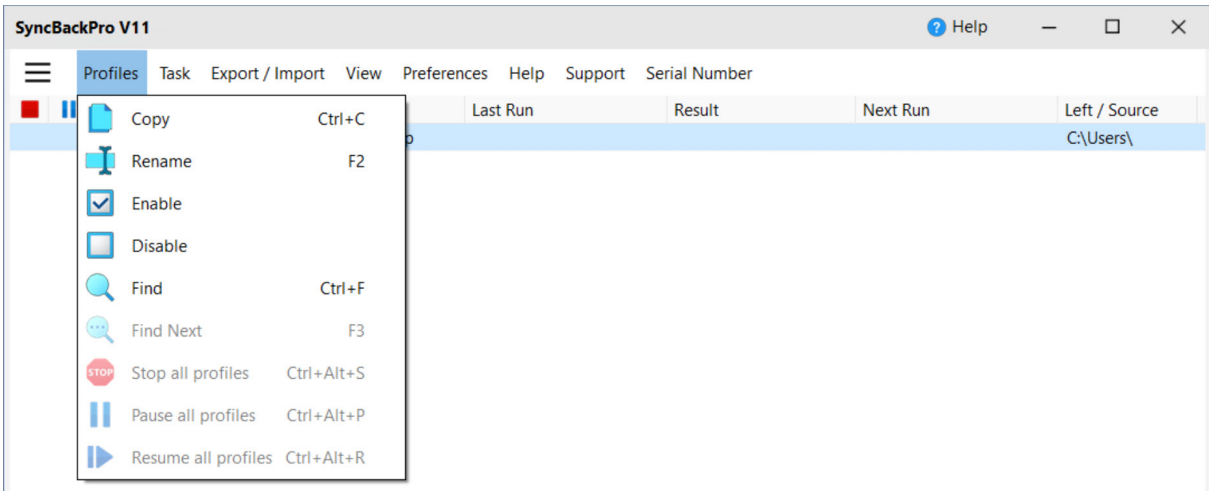 SyncBackPro V11 Help
Profiles Task Export / Import View Preferences Help Support Serial Number
Last Run Result Next Run Left / Source
C:\Users\
Copy Ctrl+C
Rename F2
Enable
Disable
Find Ctrl+F
Find Next F3
STOP Stop all profiles Ctrl+Alt+S
Pause all profiles Ctrl+Alt+P
Resume all profiles Ctrl+Alt+R